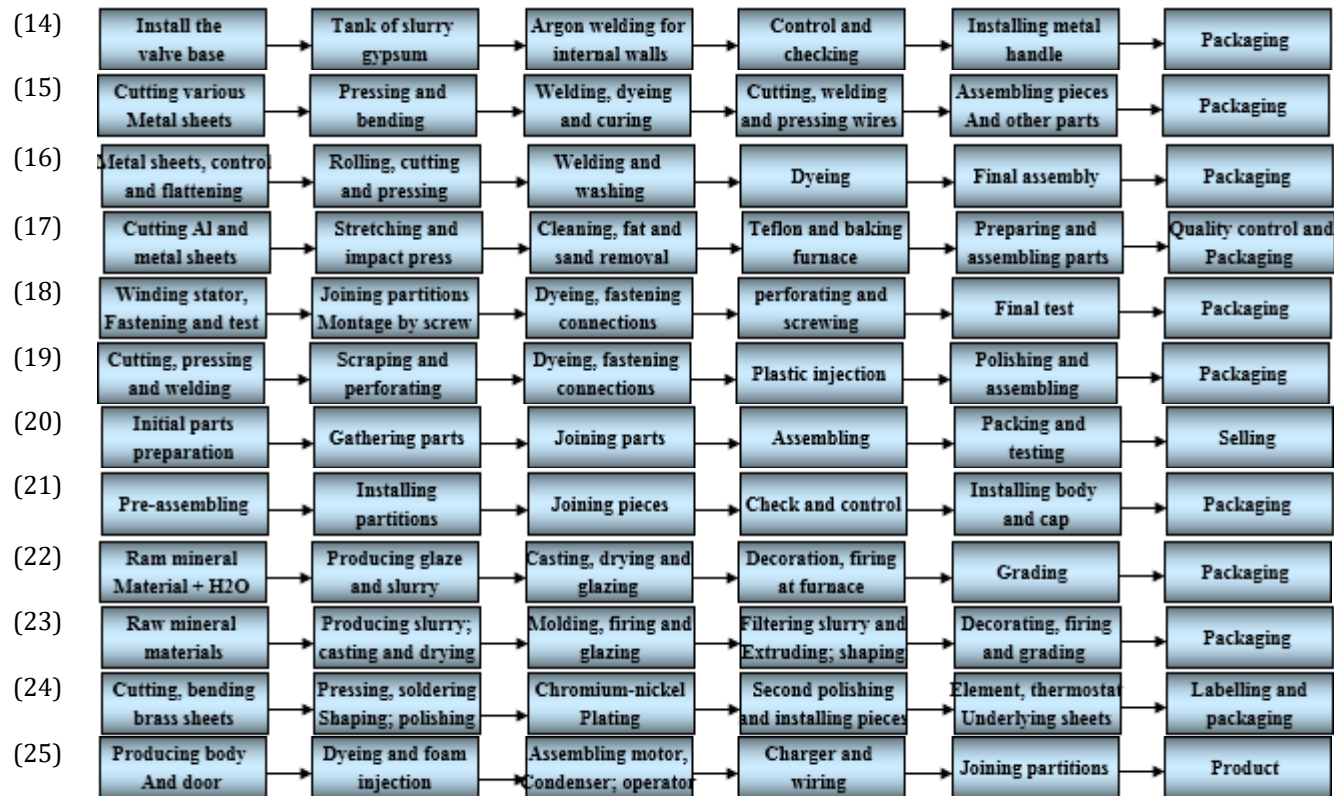 (14)
Install the
valve base
Tank of slurry
gypsum
Argon welding for
internal walls
Control and
checking
Installing metal
handle
Packaging
(15)
Cutting various
Metal sheets
Pressing and
bending
Welding, dyeing
and curing
Cutting, welding
and pressing wires
Assembling pieces
And other parts
Packaging
(16)
Metal sheets, control
and flattening
Rolling, cutting
and pressing
Welding and
washing
Dyeing
Final assembly
Packaging
(17)
Cutting Al and
metal sheets
Stretching and
impact press
Cleaning, fat and
sand removal
Teflon and baking
furnace
Preparing and
assembling parts
Quality control and
Packaging
(18)
Winding stator,
Fastening and test
Joining partitions
Montage by screw
Dyeing, fastening
connections
perforating and
screwing
Final test
Packaging
(19)
Cutting, pressing
and welding
Scraping and
perforating
Dyeing, fastening
connections
Plastic injection
Polishing and
assembling
Packaging
(20)
Initial parts
preparation
Gathering parts
Joining parts
Assembling
Packing and
testing
Selling
(21)
Pre-assembling
Installing
partitions
Joining pieces
Check and control
Installing body
and cap
Packaging
(22)
Ram mineral
Material + H2O
Producing glaze
and slurry
Casting, drying and
glazing
Decoration, firing
at furnace
Grading
Packaging
(23)
Raw mineral
materials
Producing slurry;
casting and drying
Molding, firing and
glazing
Filtering slurry and
Extruding; shaping
Decorating, firing
and grading
Packaging
(24)
Cutting, bending
brass sheets
Pressing, soldering
Shaping; polishing
Chromium-nickel
Plating
Second polishing
and installing pieces
Element, thermostat
Underlying sheets
Labelling and
packaging
(25)
Producing body
And door
Dyeing and foam
injection
Assembling motor,
Condenser; operator
Charger and
wiring
Joining partitions
Product